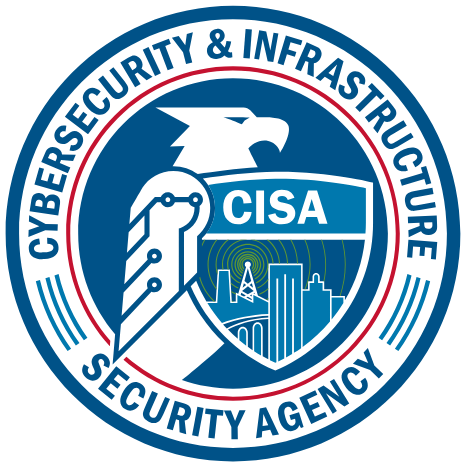 CYBERSECURITY & INFRASTRUCTURE
CISA
SECURITY AGENCY